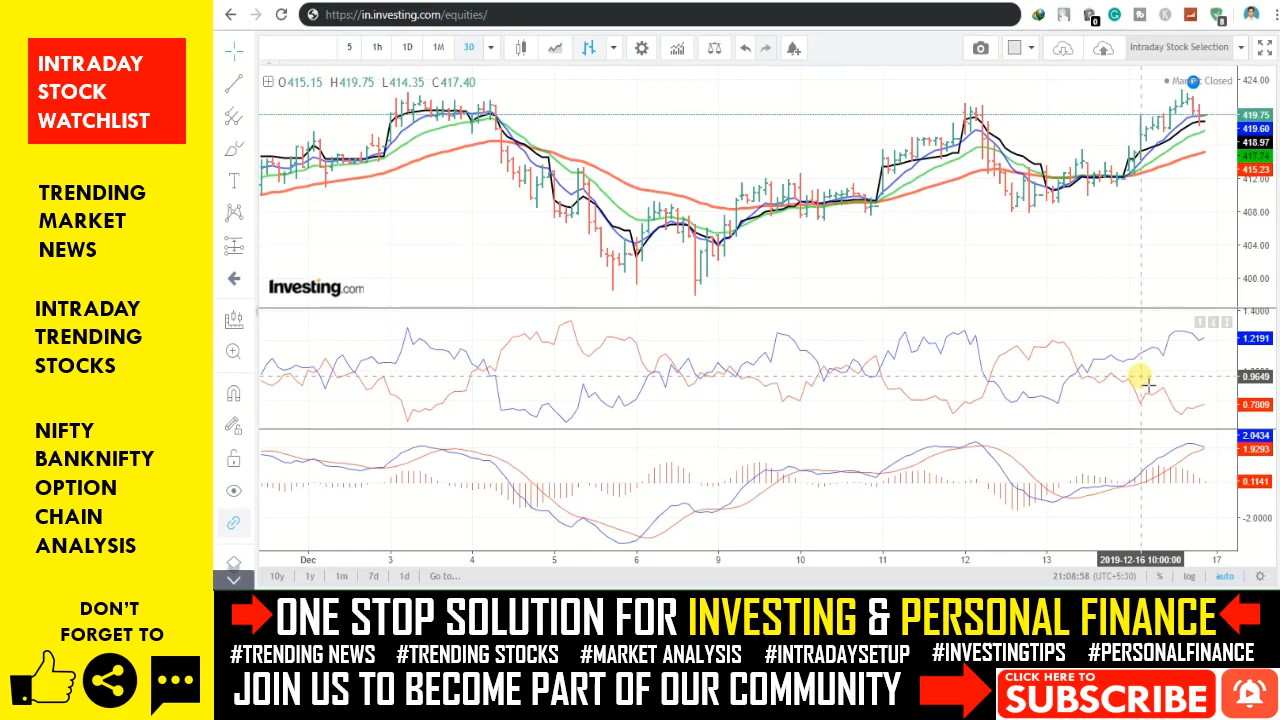 INTRADAY
STOCK
WATCHLIST
TRENDING
MARKET
NEWS
INTRADAY
TRENDING
STOCKS
NIFTY
BANKNIFTY
OPTION
CHAIN
ANALYSIS
DON'T
FORGET TO
https://in.investing.com/equities/
5 1h 1D 1M 30
Intraday Stock Selection
O415.15 H419.75 L414.35 C417.40
Closed
424.00
419.75
419.60
418.97
417.74
415.23
412.00
408.00
404.00
400.00
Investing.com
1.4000
1.2191
0.9649
0.7809
2.0434
1.9293
0.1141
-2.0000
Dec 3 4 5 6 9 10 11 12 13 2019-12-16 10:00:00 17
10y 1y 1m 7d 1d Go to...
21:08:58 (UTC+5:30) % log auto
ONE STOP SOLUTION FOR INVESTING & PERSONAL FINANCE
#TRENDING NEWS #TRENDING STOCKS #MARKET ANALYSIS #INTRADAYSETUP #INVESTINGTIPS #PERSONALFINANCE
JOIN US TO BECOME PART OF OUR COMMUNITY
CLICK HERE TO
SUBSCRIBE